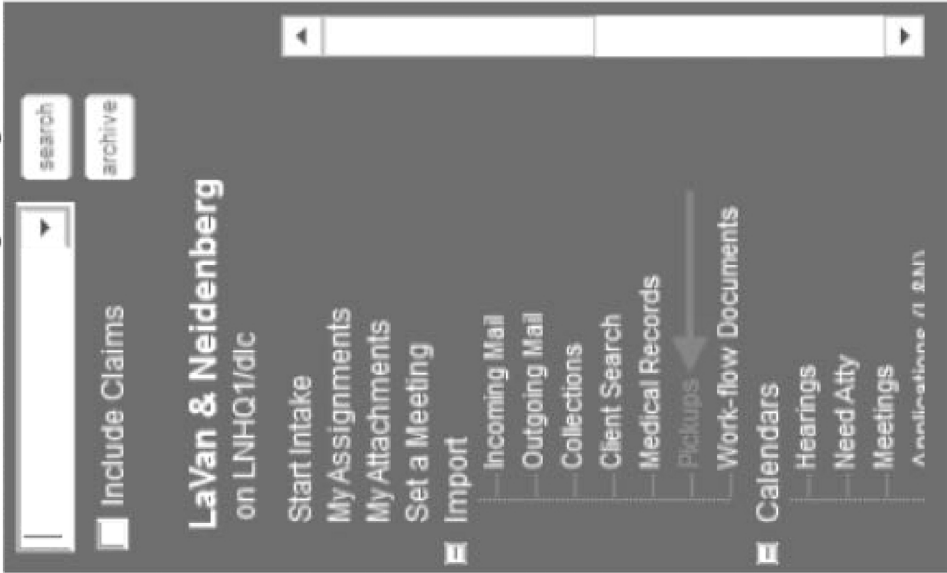 search
archive
Include Claims
LaVan & Neidenberg
on LNHQ1/dlc
Start Intake
My Assignments
My Attachments
Set a Meeting
Import
Incoming Mail
Outgoing Mail
Collections
Client Search
Medical Records
Pickups
Work-flow Documents
Calendars
Hearings
Need Atty
Meetings
Applications (L&N)